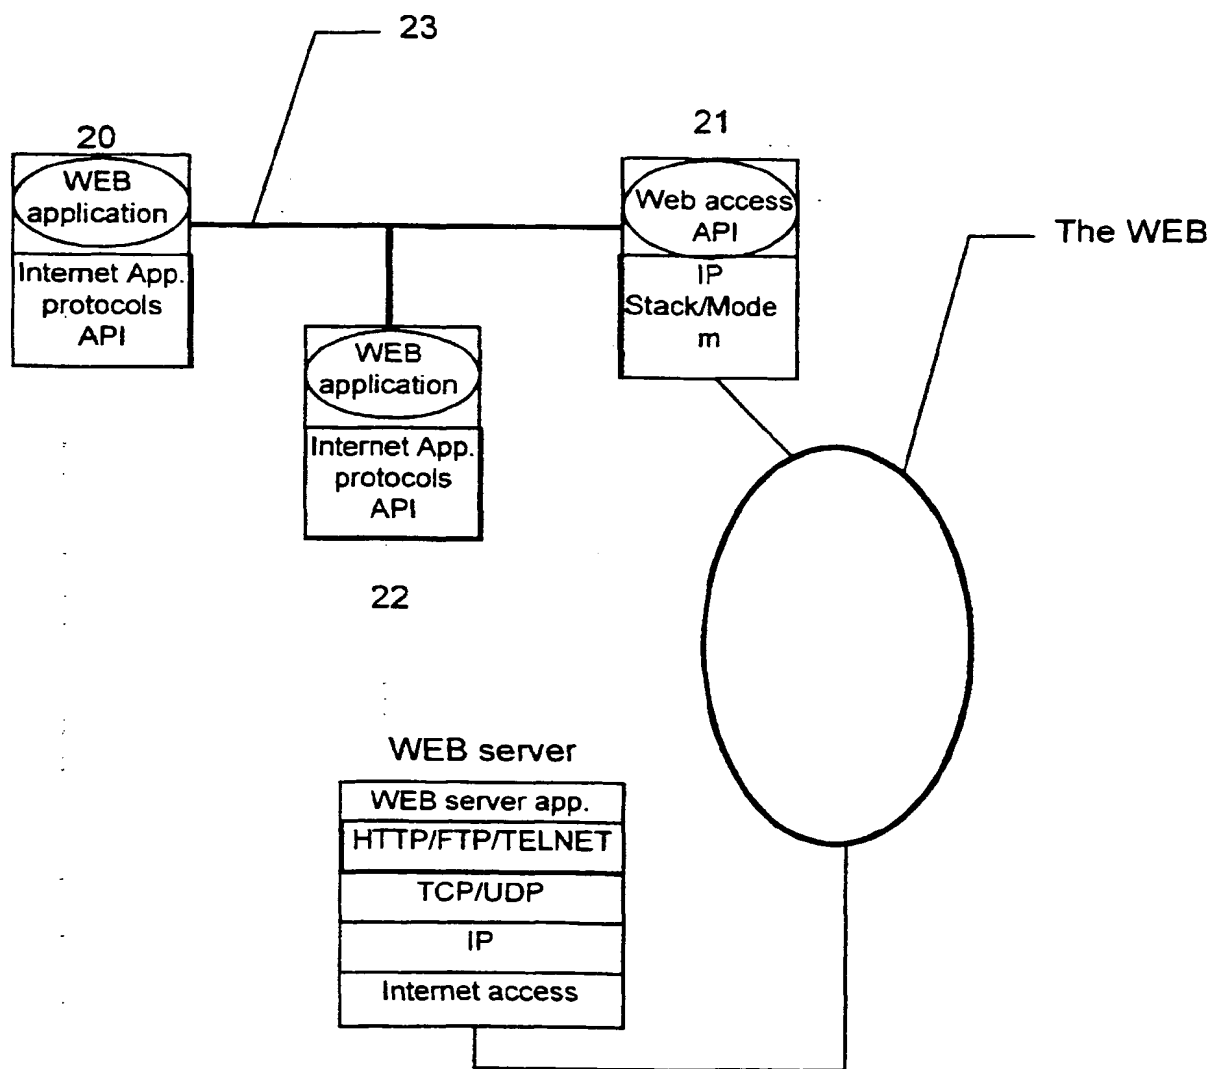 23
20
21
WEB
application
Web access
API
The WEB
Internet App.
protocols
API
IP
Stack/Mode
m
WEB
application
Internet App.
protocols
API
22
WEB server
WEB server app.
HTTP/FTP/TELNET
TCP/UDP
IP
Internet access